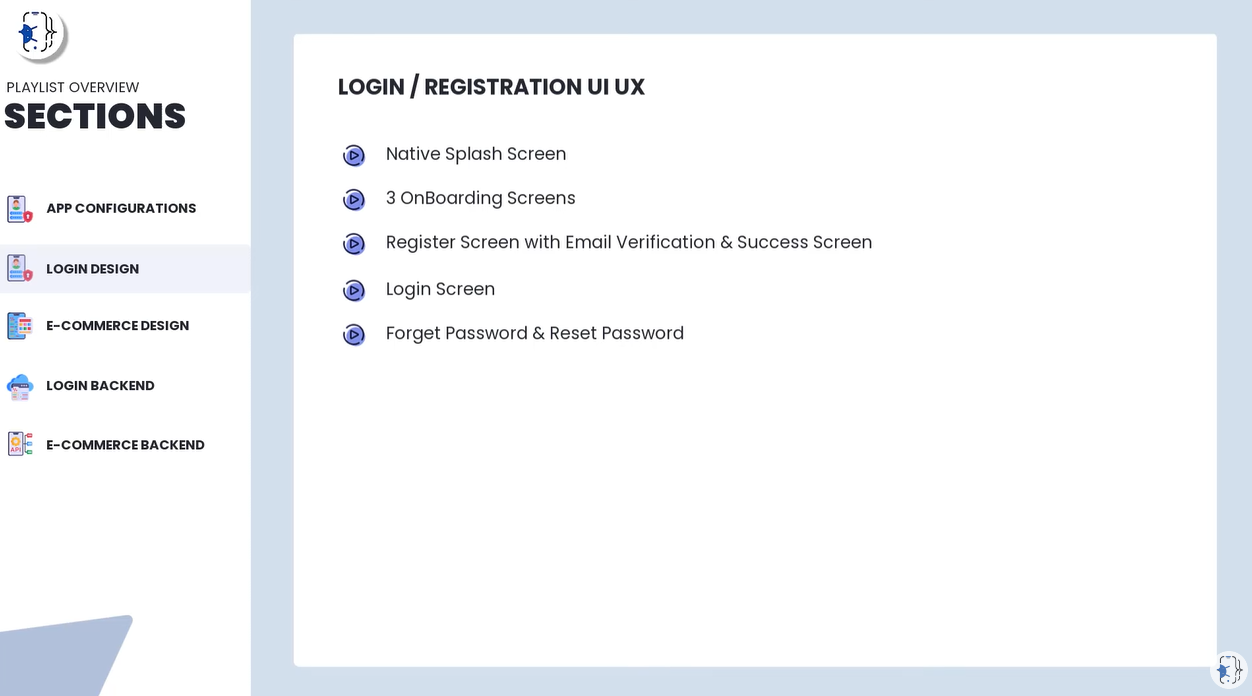 PLAYLIST OVERVIEW
SECTIONS
APP CONFIGURATIONS
LOGIN DESIGN
E-COMMERCE DESIGN
LOGIN BACKEND
E-COMMERCE BACKEND
API
LOGIN / REGISTRATION UI UX
Native Splash Screen
3 OnBoarding Screens
Register Screen with Email Verification & Success Screen
Login Screen
Forget Password & Reset Password